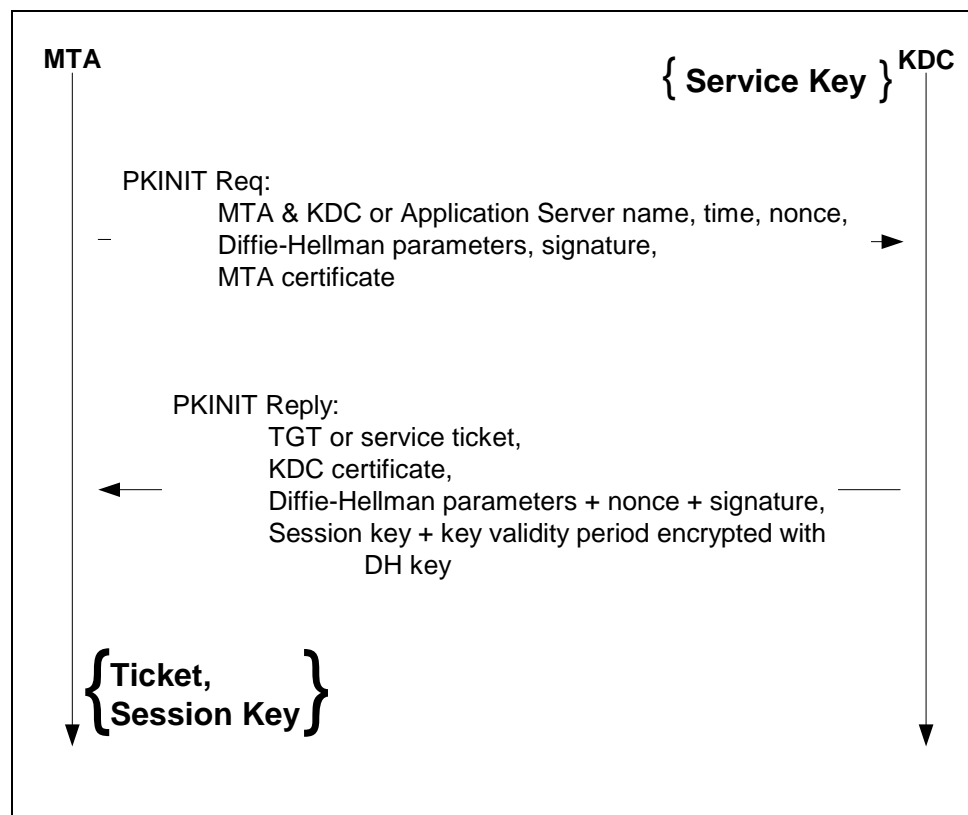 MTA
KDC
{ Service Key }
PKINIT Req:
MTA & KDC or Application Server name, time, nonce,
Diffie-Hellman parameters, signature,
MTA certificate
PKINIT Reply:
TGT or service ticket,
KDC certificate,
Diffie-Hellman parameters + nonce + signature,
Session key + key validity period encrypted with
DH key
{Ticket,
Session Key}